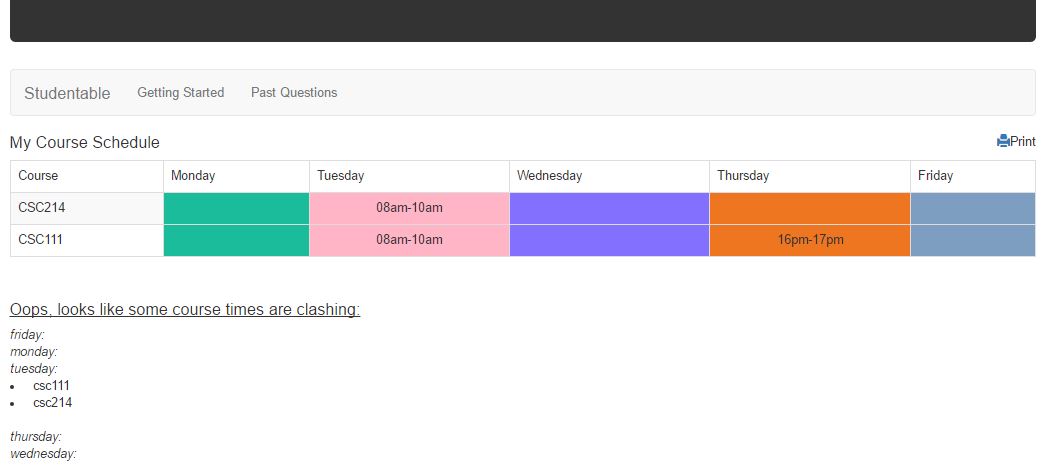 Studentable Getting Started Past Questions
My Course Schedule Print
Course Monday Tuesday Wednesday Thursday Friday
CSC214 08am-10am
CSC111 08am-10am 16pm-17pm
Oops, looks like some course times are clashing:
friday:
monday:
tuesday:
• csc111
• csc214
thursday:
wednesday: